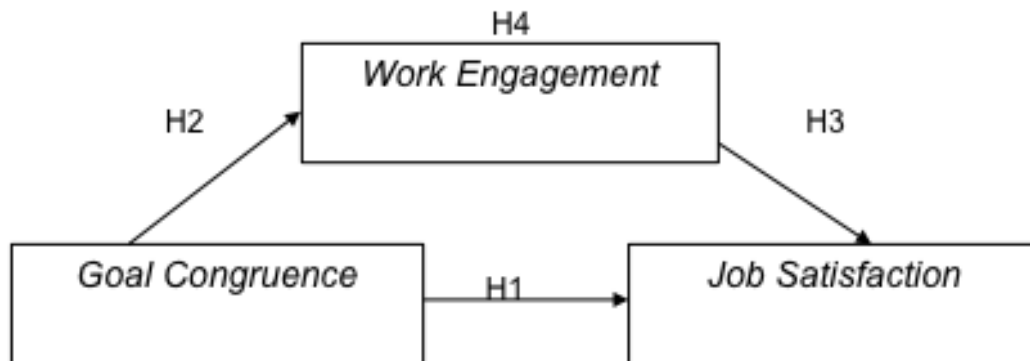 H4
Work Engagement
H2
H3
Goal Congruence
H1
Job Satisfaction